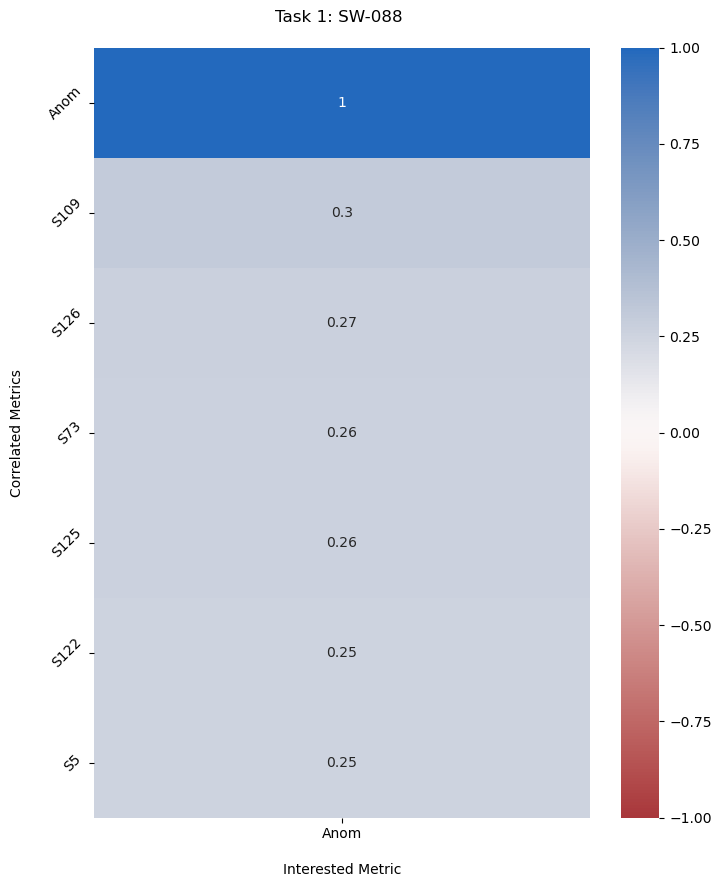 Task 1: SW-088
Correlated Metrics
Anom
1
S109
0.3
S126
0.27
S73
0.26
S125
0.26
S122
0.25
S5
0.25
Anom
Interested Metric
1.00
0.75
0.50
0.25
0.00
−0.25
−0.50
−0.75
−1.00